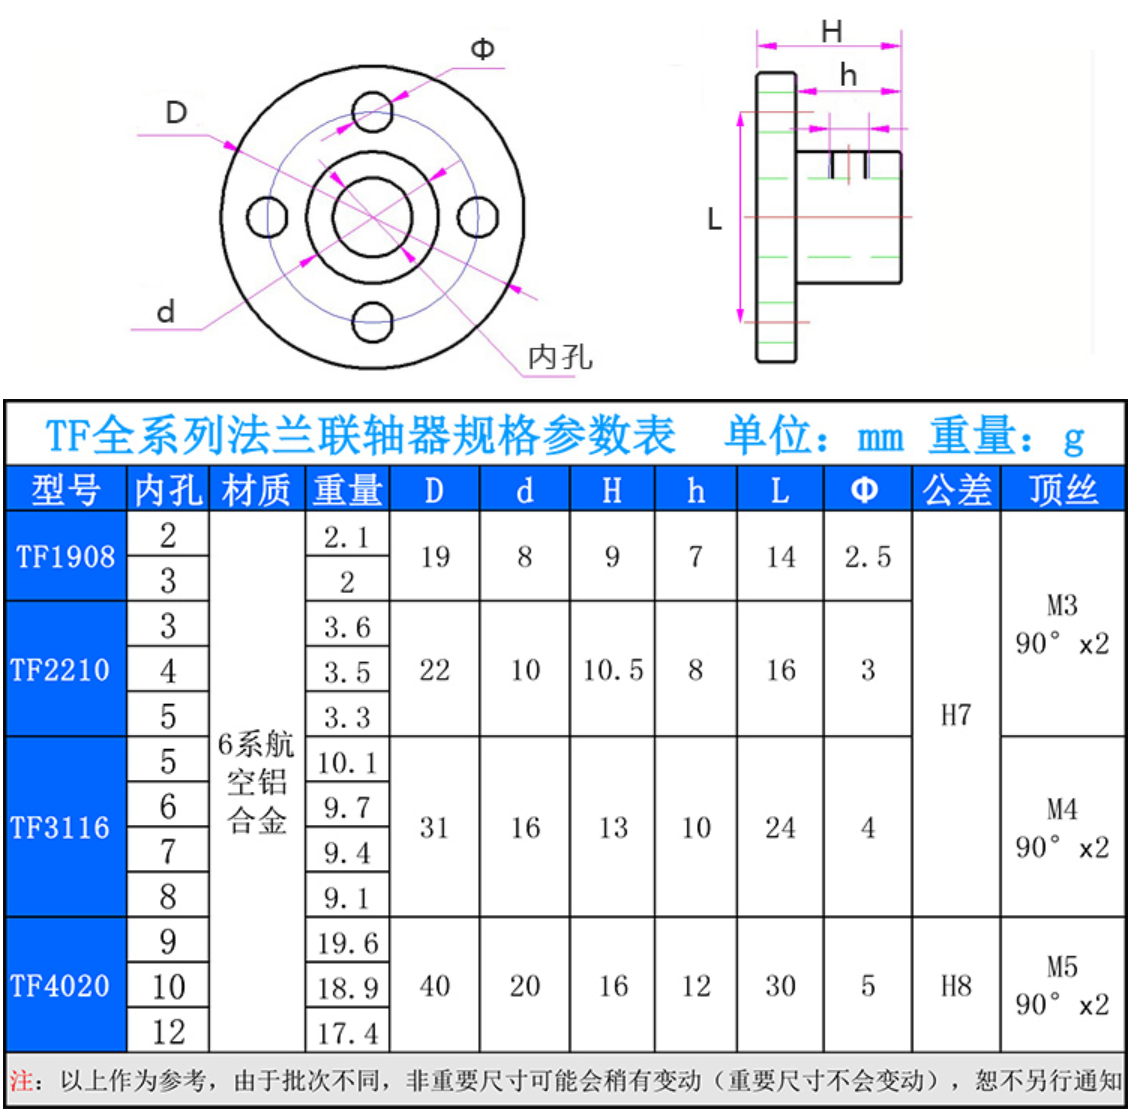 Φ
D
d
内孔
H
h
L
TF全系列法兰联轴器规格参数表 单位：mm 重量：g
型号 内孔 材质 重量 D d H h L Φ 公差 顶丝
TF1908 2 2.1 19 8 9 7 14 2.5
3 2
M3
90° x2
TF2210 3 3.6 22 10 10.5 8 16 3
4 3.5
5 3.3
H7
6系航
空铝
合金
TF3116 5 10.1 31 16 13 10 24 4
6 9.7
7 9.4
8 9.1
M4
90° x2
TF4020 9 19.6 40 20 16 12 30 5 H8
10 18.9
12 17.4
M5
90° x2
注：以上作为参考，由于批次不同，非重要尺寸可能会稍有变动（重要尺寸不会变动），恕不另行通知